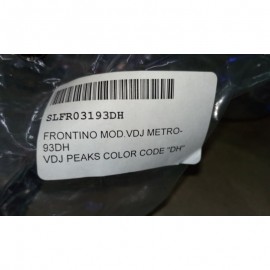 SLFR03193DH
FRONTINO MOD.VDJ METRO-
93DH
VDJ PEAKS COLOR CODE "DH"